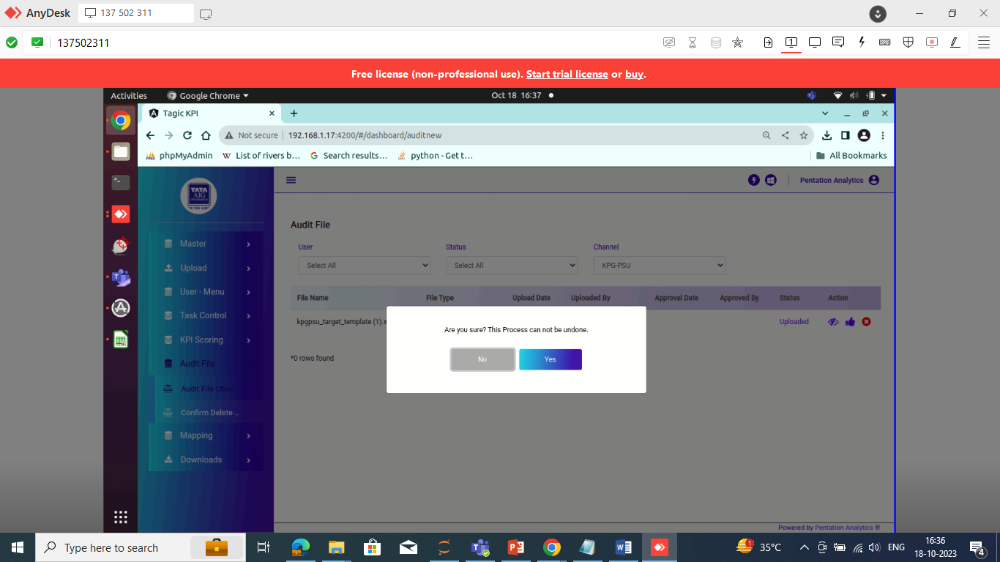 AnyDesk
137 502 311
137502311
Free license (non-professional use). Start trial license or buy.
Activities
Google Chrome
Oct 18 16:37
Tagic KPI
Not secure
192.168.1.17:4200/#/dashboard/auditnew
phpMyAdmin
List of rivers b...
Search results...
python - Get t...
All Bookmarks
TATA
AIG
INSURANCE
Pentation Analytics
Master
Upload
User - Menu
Task Control
KPI Scoring
Audit File
Audit File Chec..
Confirm Delete ..
Mapping
Downloads
Audit File
User
Status
Channel
Select All
Select All
KPG-PSU
File Name
File Type
Upload Date
Uploaded By
Approval Date
Approved By
Status
Action
kpgpsu_target_template (1).x
Uploaded
*0 rows found
Are you sure? This Process can not be undone.
No
Yes
Powered by Pentation Analytics ®
Type here to search
1
35°C
ENG
16:36
18-10-2023
4